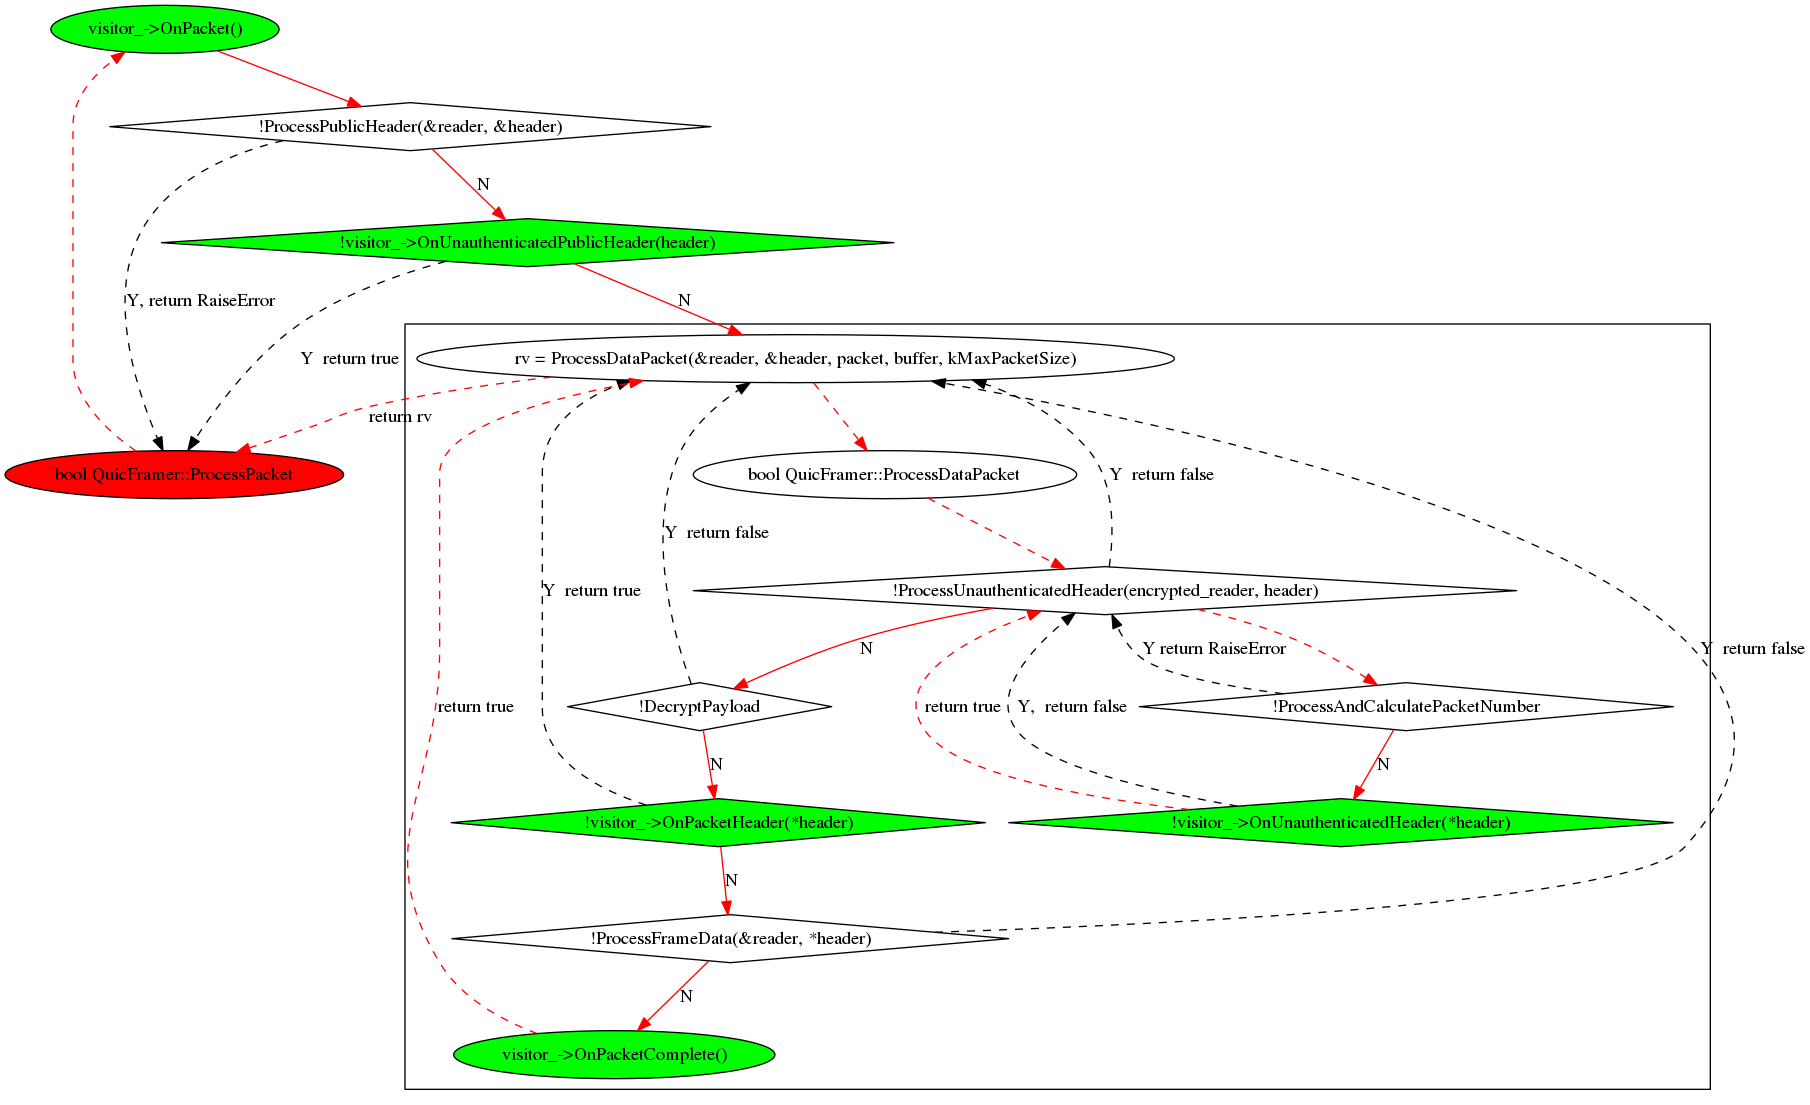 visitor_->OnPacket()
!ProcessPublicHeader(&reader, &header)
N
!visitor_->OnUnauthenticatedPublicHeader(header)
Y, return RaiseError
N
Y  return true
rv = ProcessDataPacket(&reader, &header, packet, buffer, kMaxPacketSize)
return rv
bool QuicFramer::ProcessPacket
bool QuicFramer::ProcessDataPacket
Y  return false
Y  return false
Y  return true
!ProcessUnauthenticatedHeader(encrypted_reader, header)
N
Y return RaiseError
Y  return false
return true
!DecryptPayload
return true
Y,  return false
!ProcessAndCalculatePacketNumber
N
N
!visitor_->OnPacketHeader(*header)
!visitor_->OnUnauthenticatedHeader(*header)
N
!ProcessFrameData(&reader, *header)
N
visitor_->OnPacketComplete()